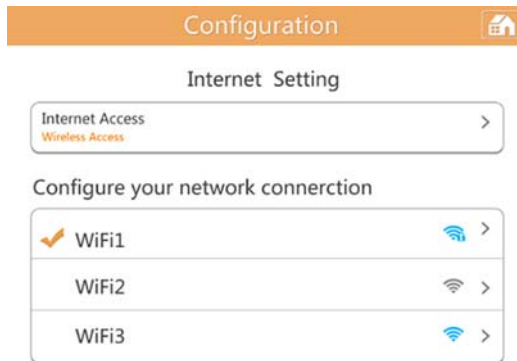 Configuration
Internet Setting
Internet Access
Wireless Access
Configure your network connerction
WiFi1
WiFi2
WiFi3